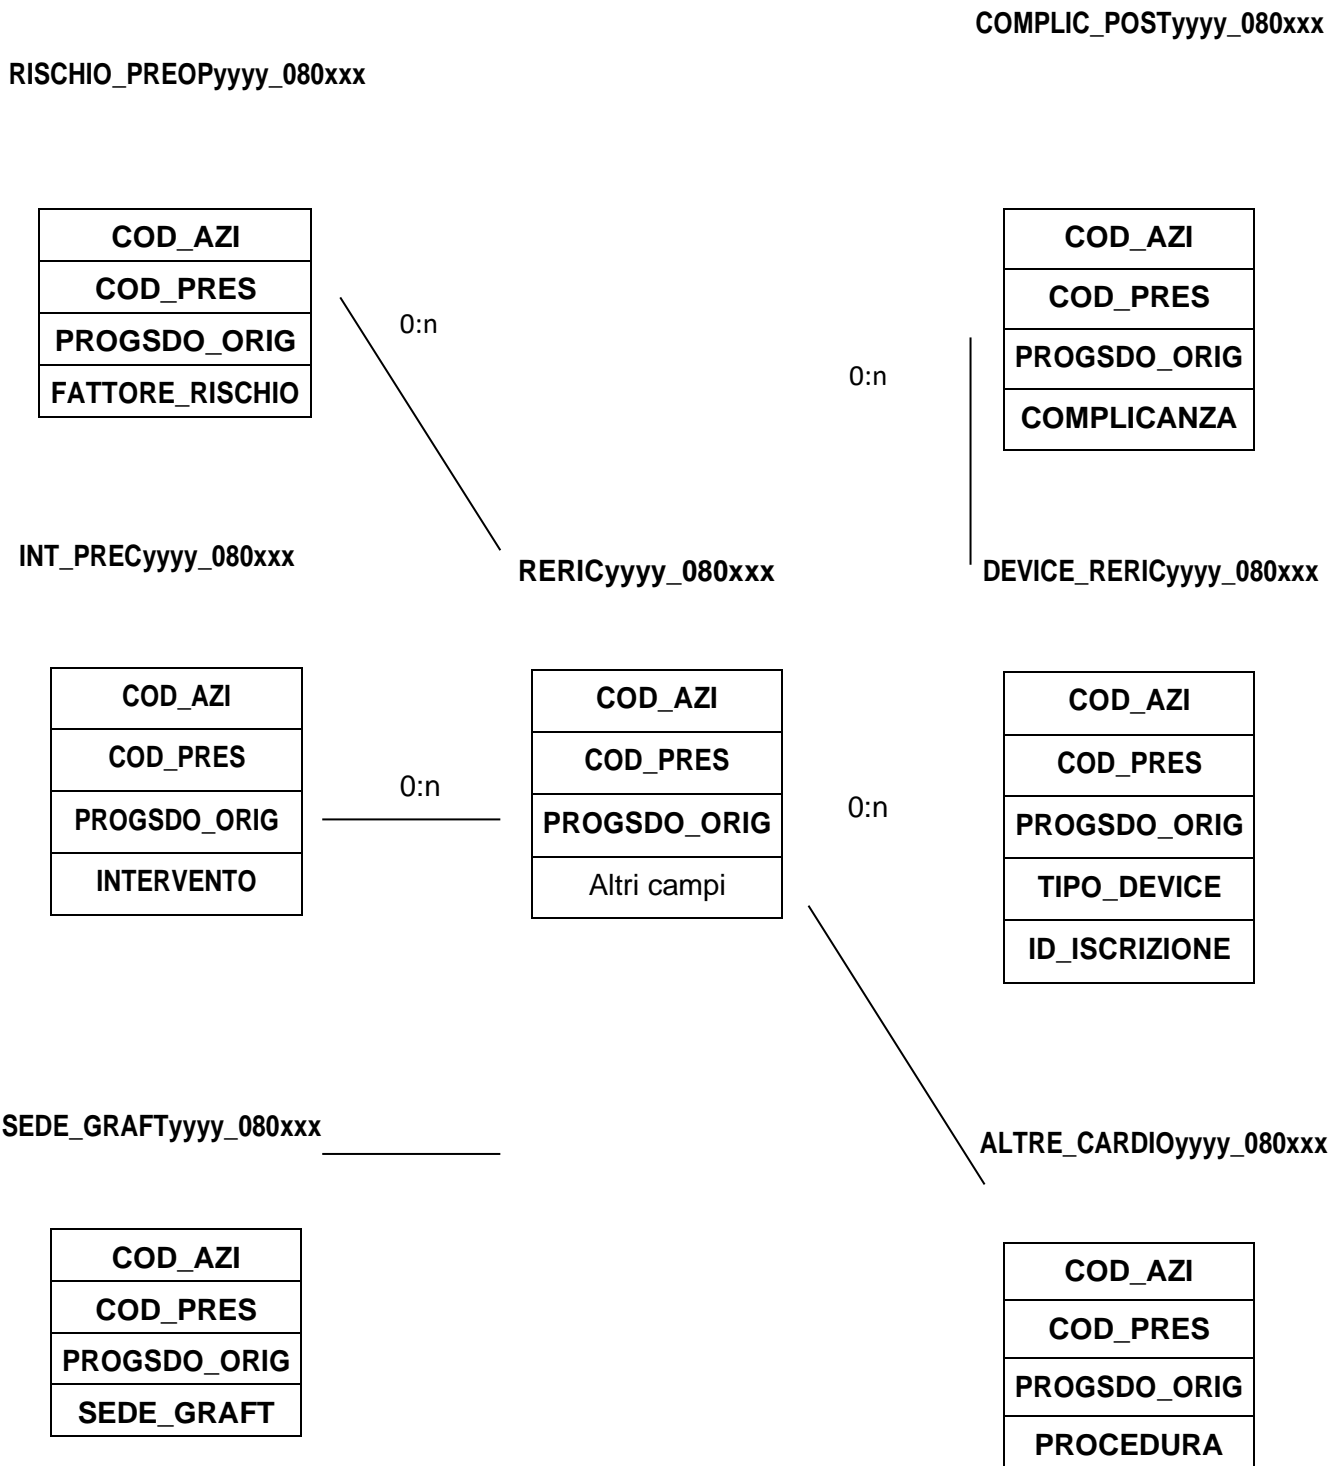 COMPLIC_POSTyyyy_080xxx
RISCHIO_PREOPyyyy_080xxx
COD_AZI
COD_PRES
PROGSDO_ORIG
FATTORE_RISCHIO
0:n
0:n
COD_AZI
COD_PRES
PROGSDO_ORIG
COMPLICANZA
INT_PRECyyyy_080xxx
RERICyyyy_080xxx
DEVICE_RERICyyyy_080xxx
COD_AZI
COD_PRES
PROGSDO_ORIG
INTERVENTO
0:n
COD_AZI
COD_PRES
PROGSDO_ORIG
Altri campi
0:n
COD_AZI
COD_PRES
PROGSDO_ORIG
TIPO_DEVICE
ID_ISCRIZIONE
SEDE_GRAFTyyyy_080xxx
ALTRE_CARDIOyyyy_080xxx
COD_AZI
COD_PRES
PROGSDO_ORIG
SEDE_GRAFT
COD_AZI
COD_PRES
PROGSDO_ORIG
PROCEDURA